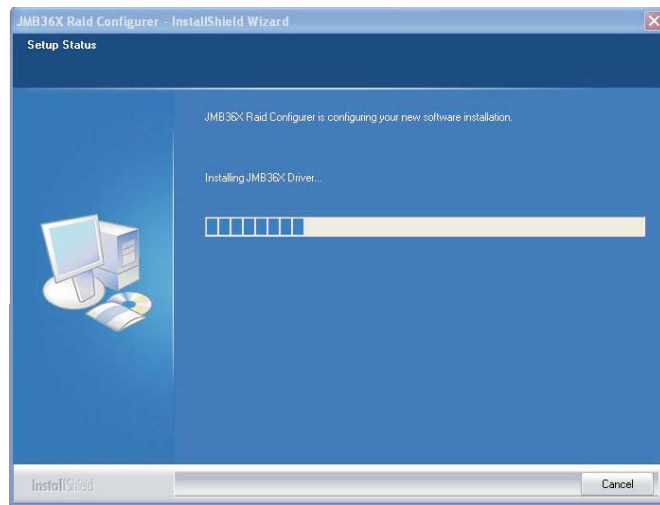 JMB36X Raid Configurer - InstallShield Wizard
Setup Status
JMB36X Raid Configurer is configuring your new software installation.
Installing JMB36X Driver...
InstallShield
Cancel